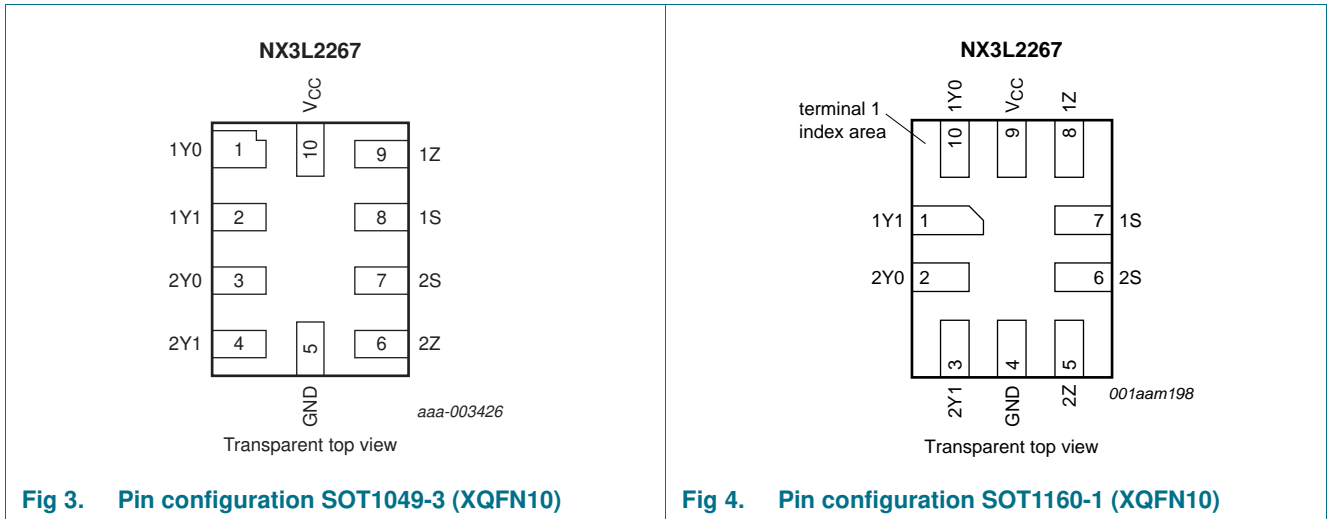 NX3L2267
VCC
1Y0 1 10 9 1Z
1Y1 2 8 1S
2Y0 3 7 2S
2Y1 4 5 6 2Z
GND
aaa-003426
Transparent top view
Fig 3. Pin configuration SOT1049-3 (XQFN10)
NX3L2267
terminal 1
index area
1Y0 VCC 1Z
10 9 8
1Y1 1 7 1S
2Y0 2 6 2S
3 4 5
2Y1 GND 2Z
001aam198
Transparent top view
Fig 4. Pin configuration SOT1160-1 (XQFN10)